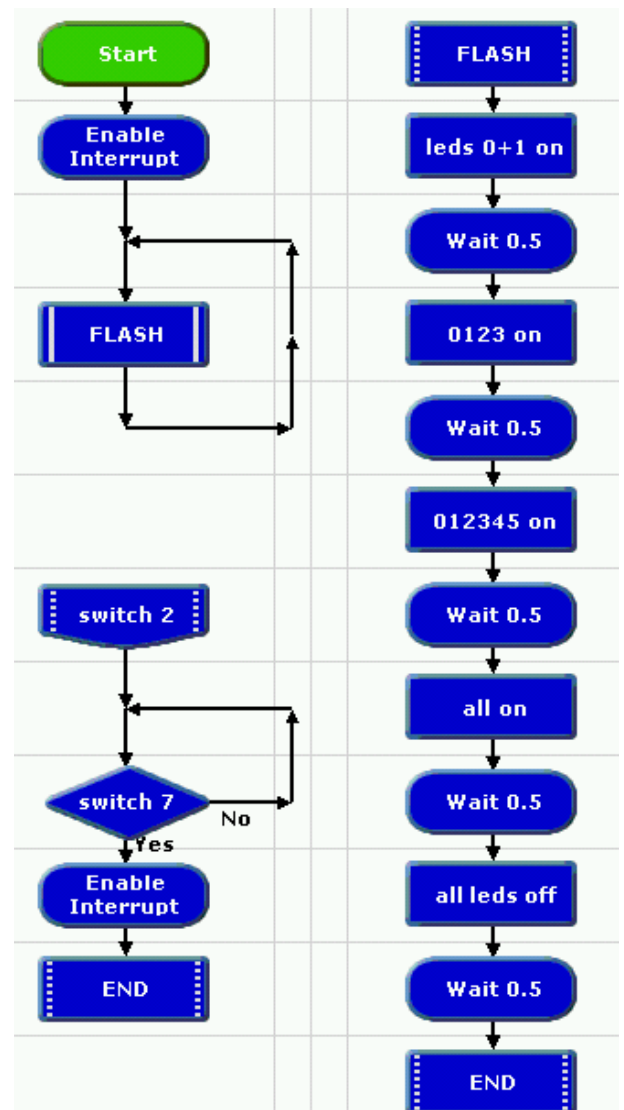 Start
Enable
Interrupt
FLASH
switch 2
switch 7
No
Yes
Enable
Interrupt
END
FLASH
leds 0+1 on
Wait 0.5
0123 on
Wait 0.5
012345 on
Wait 0.5
all on
Wait 0.5
all leds off
Wait 0.5
END